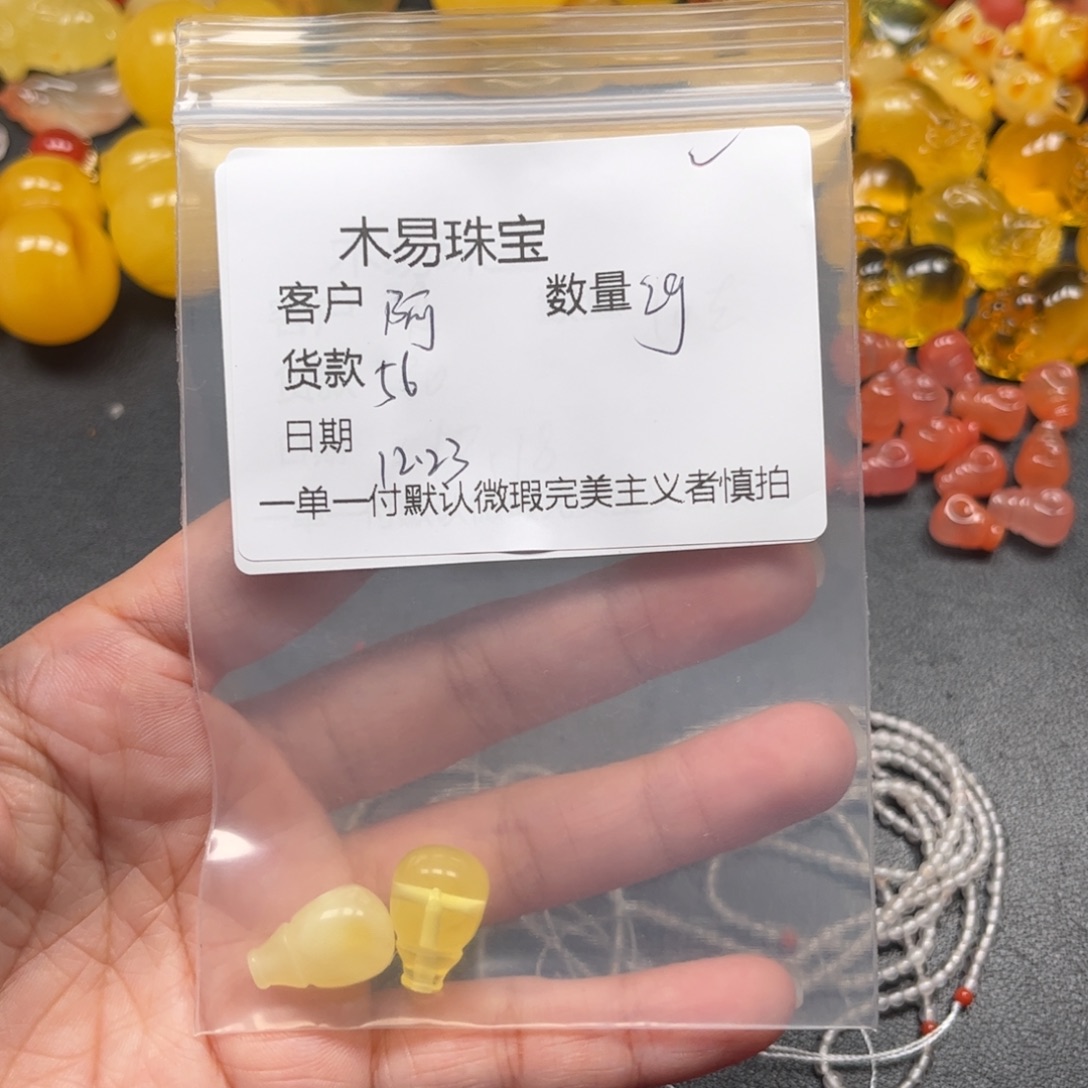 木易珠宝
客户 阿 数量 2g
货款 56
日期 12.23
一单一付默认微瑕完美主义者慎拍